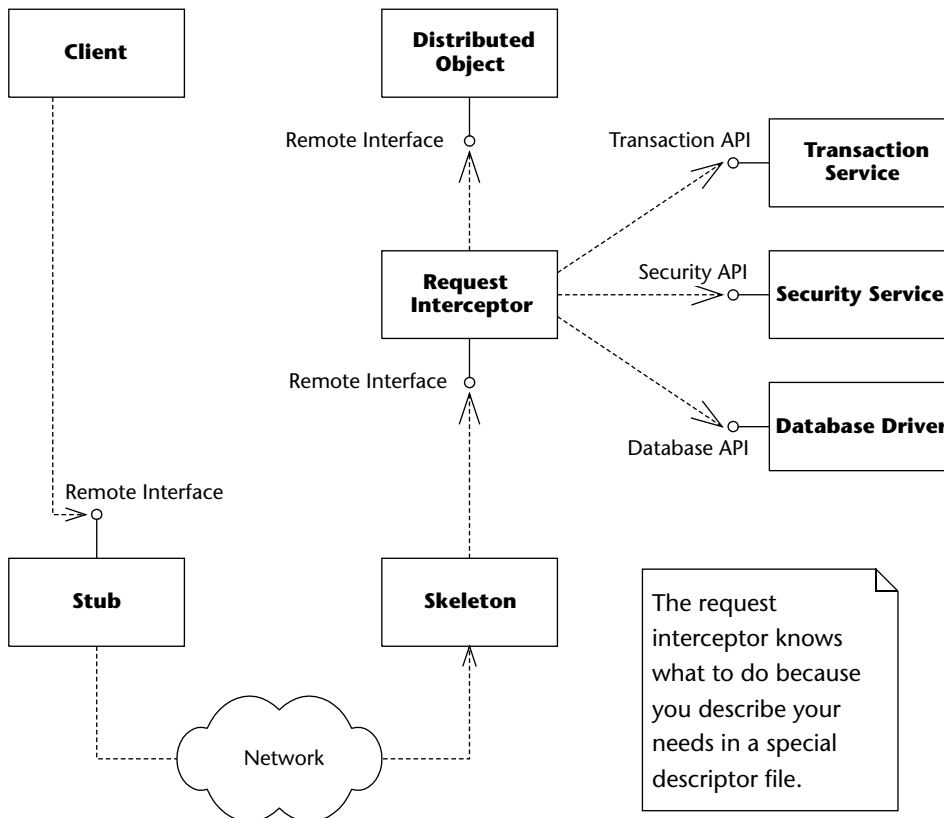 Client
Distributed
Object
Remote Interface
Transaction API
Transaction
Service
Request
Interceptor
Security API
Security Service
Remote Interface
Database Driver
Database API
Remote Interface
Stub
Skeleton
The request
interceptor knows
what to do because
you describe your
needs in a special
descriptor file.
Network